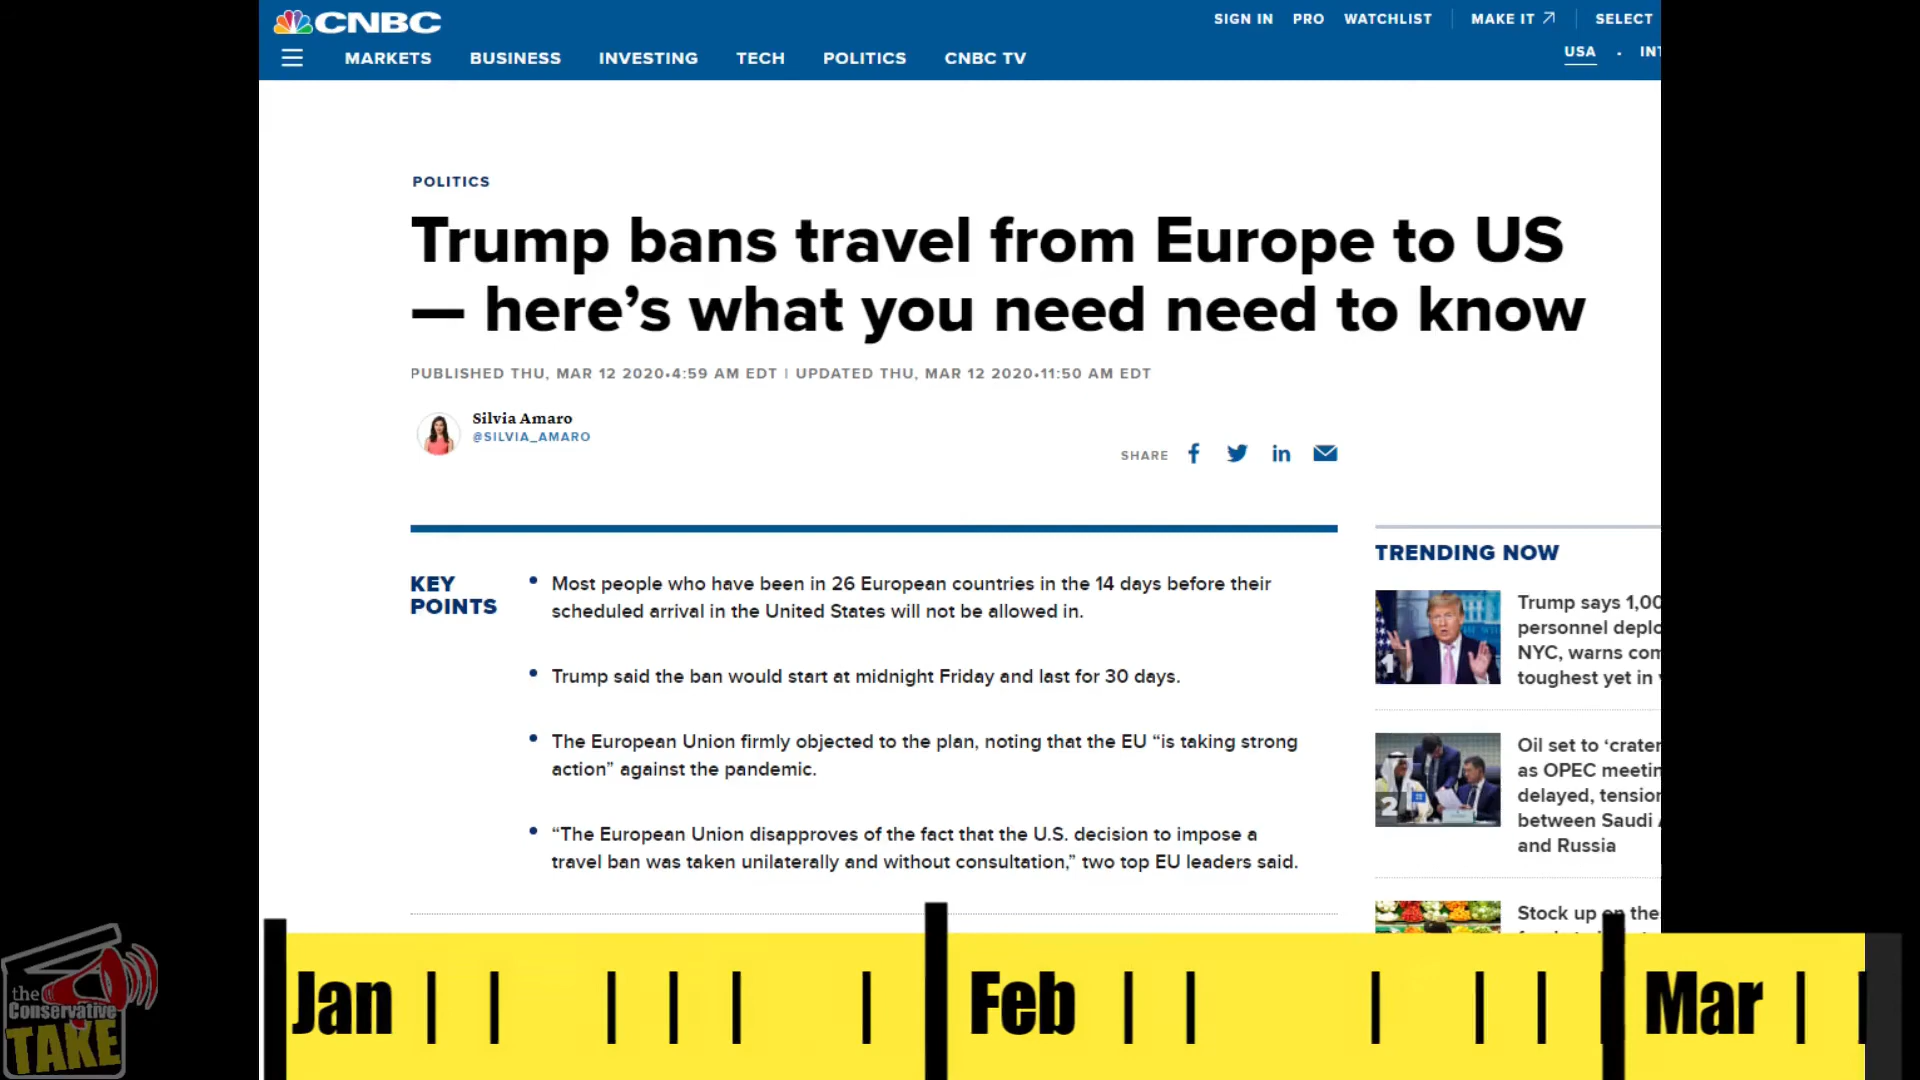 CNBC
SIGN IN PRO WATCHLIST MAKE IT SELECT
USA · INT
MARKETS BUSINESS INVESTING TECH POLITICS CNBC TV
POLITICS
Trump bans travel from Europe to US
— here’s what you need need to know
PUBLISHED THU, MAR 12 2020•4:59 AM EDT | UPDATED THU, MAR 12 2020•11:50 AM EDT
Silvia Amaro
@SILVIA_AMARO
SHARE
KEY
POINTS
• Most people who have been in 26 European countries in the 14 days before their
scheduled arrival in the United States will not be allowed in.
• Trump said the ban would start at midnight Friday and last for 30 days.
• The European Union firmly objected to the plan, noting that the EU “is taking strong
action” against the pandemic.
• “The European Union disapproves of the fact that the U.S. decision to impose a
travel ban was taken unilaterally and without consultation,” two top EU leaders said.
TRENDING NOW
1
Trump says 1,00
personnel deplo
NYC, warns com
toughest yet in
2
Oil set to ‘crater
as OPEC meetin
delayed, tension
between Saudi
and Russia
Stock up on the
Jan Feb Mar
the
Conservative
TAKE